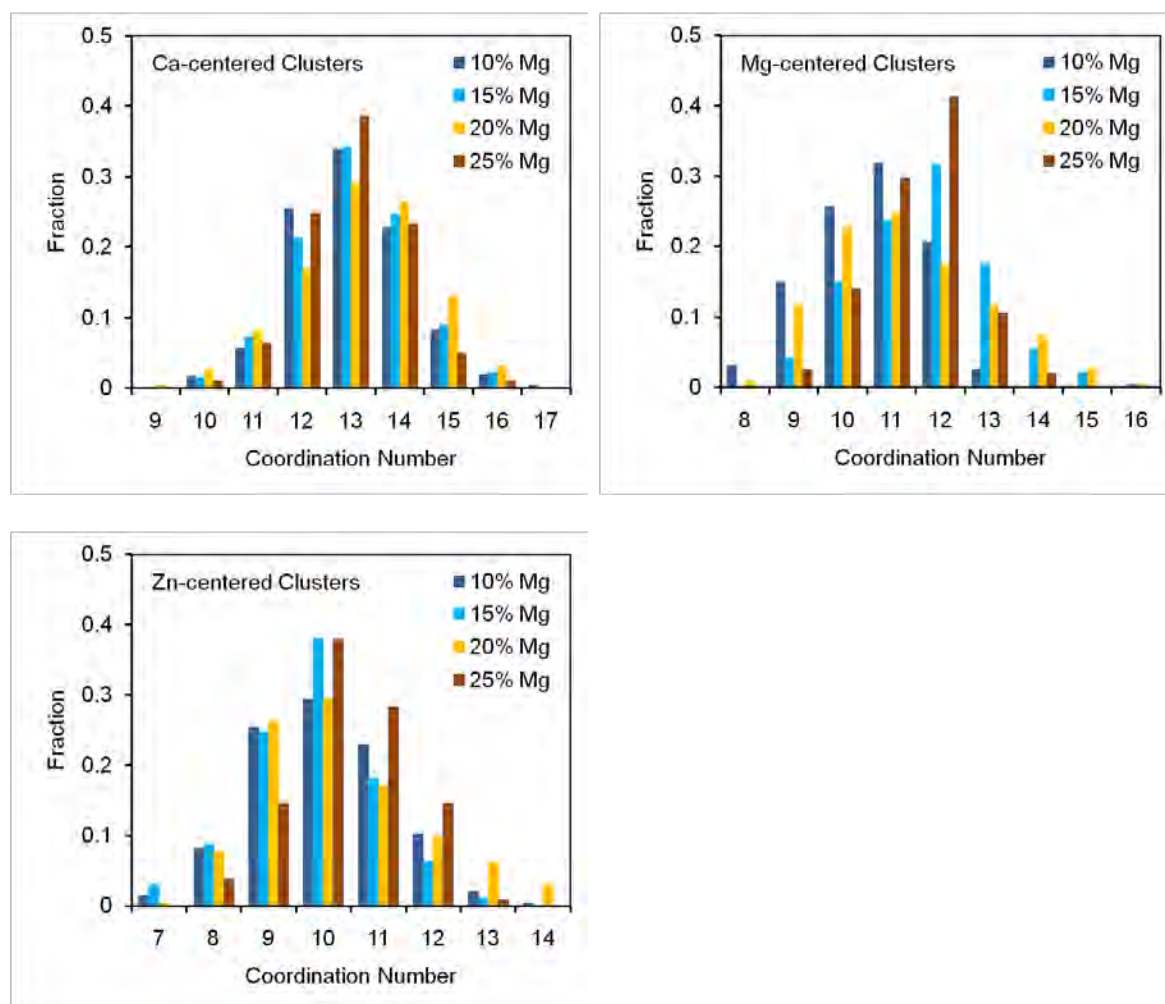 Ca-centered Clusters
10% Mg
15% Mg
20% Mg
25% Mg
0.5
0.4
0.3
0.2
0.1
0
Fraction
9 10 11 12 13 14 15 16 17
Coordination Number
Mg-centered Clusters
10% Mg
15% Mg
20% Mg
25% Mg
0.5
0.4
0.3
0.2
0.1
0
Fraction
8 9 10 11 12 13 14 15 16
Coordination Number
Zn-centered Clusters
10% Mg
15% Mg
20% Mg
25% Mg
0.5
0.4
0.3
0.2
0.1
0
Fraction
7 8 9 10 11 12 13 14
Coordination Number